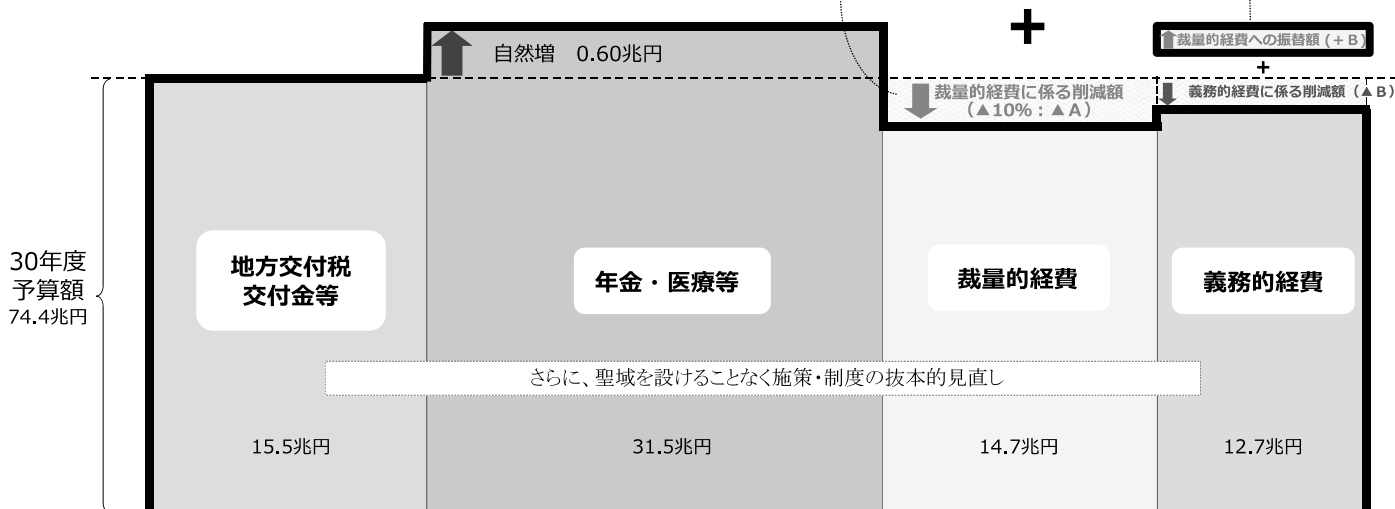 +
裁量的経費への振替額(+B)
+
自然増 0.60兆円
裁量的経費に係る削減額
(▲10%:▲A)
義務的経費に係る削減額(▲B)
30年度
予算額
74.4兆円
地方交付税
交付金等
年金・医療等
裁量的経費
義務的経費
さらに、聖域を設けることなく施策・制度の抜本的見直し
15.5兆円
31.5兆円
14.7兆円
12.7兆円